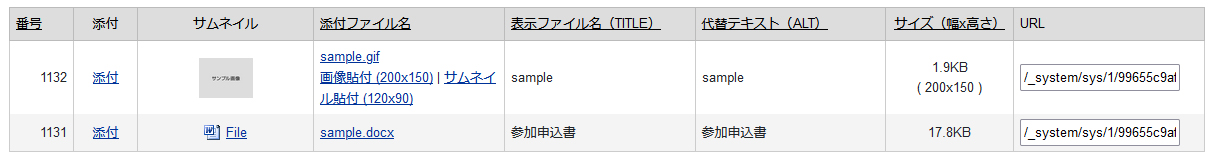 番号 添付 サムネイル 添付ファイル名 表示ファイル名（TITLE） 代替テキスト（ALT） サイズ（幅x高さ） URL
1132 添付 サンプル画像 sample.gif
画像貼付 (200x150) | サムネ
イル貼付 (120x90)
sample sample 1.9KB
( 200x150 )
/_system/sys/1/99655c9a
1131 添付 File sample.docx 参加申込書 参加申込書 17.8KB /_system/sys/1/99655c9a